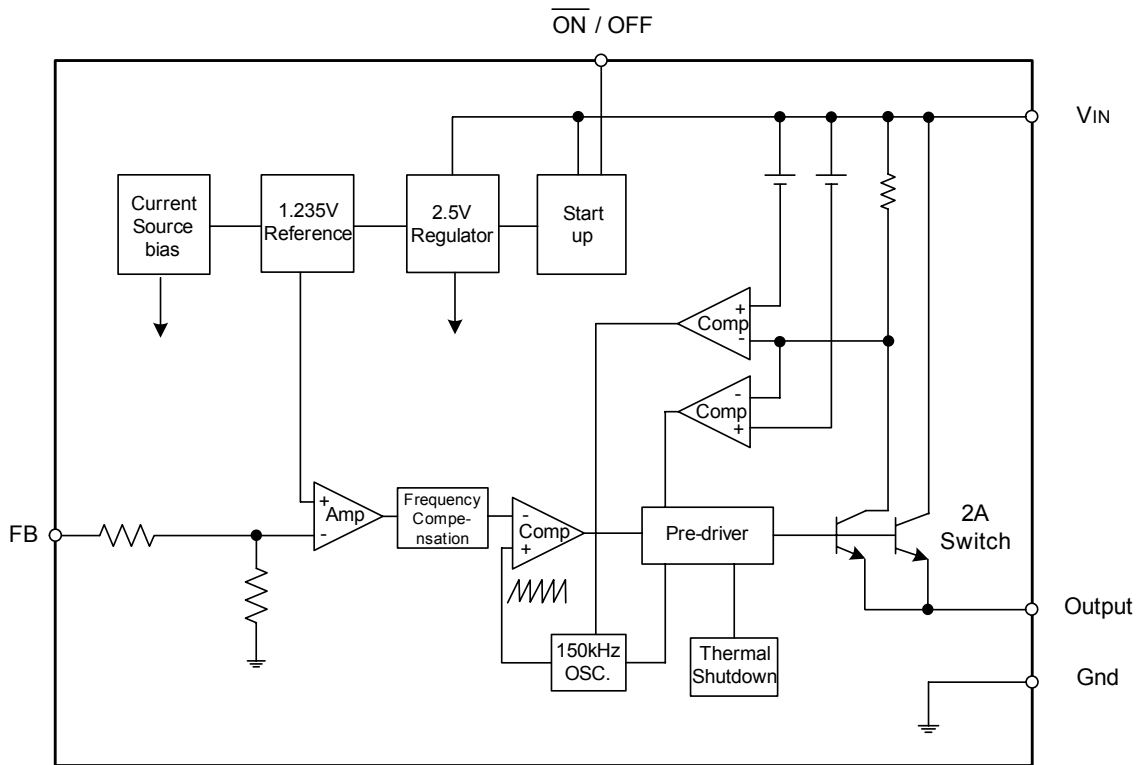 ON / OFF
VIN
Current
Source
bias
1.235V
Reference
2.5V
Regulator
Start
up
+
Comp
-
-
Comp
+
+
Amp
-
Frequency
Compe-
nsation
-
Comp
+
Pre-driver
2A
Switch
FB
Output
150kHz
OSC.
Thermal
Shutdown
Gnd